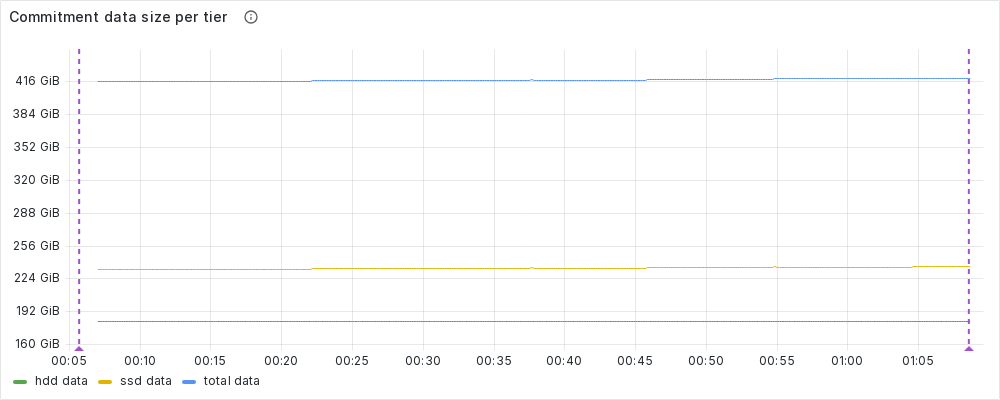 Commitment data size per tier
416 GiB
384 GiB
352 GiB
320 GiB
288 GiB
256 GiB
224 GiB
192 GiB
160 GiB
00:05 00:10 00:15 00:20 00:25 00:30 00:35 00:40 00:45 00:50 00:55 01:00 01:05
hdd data ssd data total data